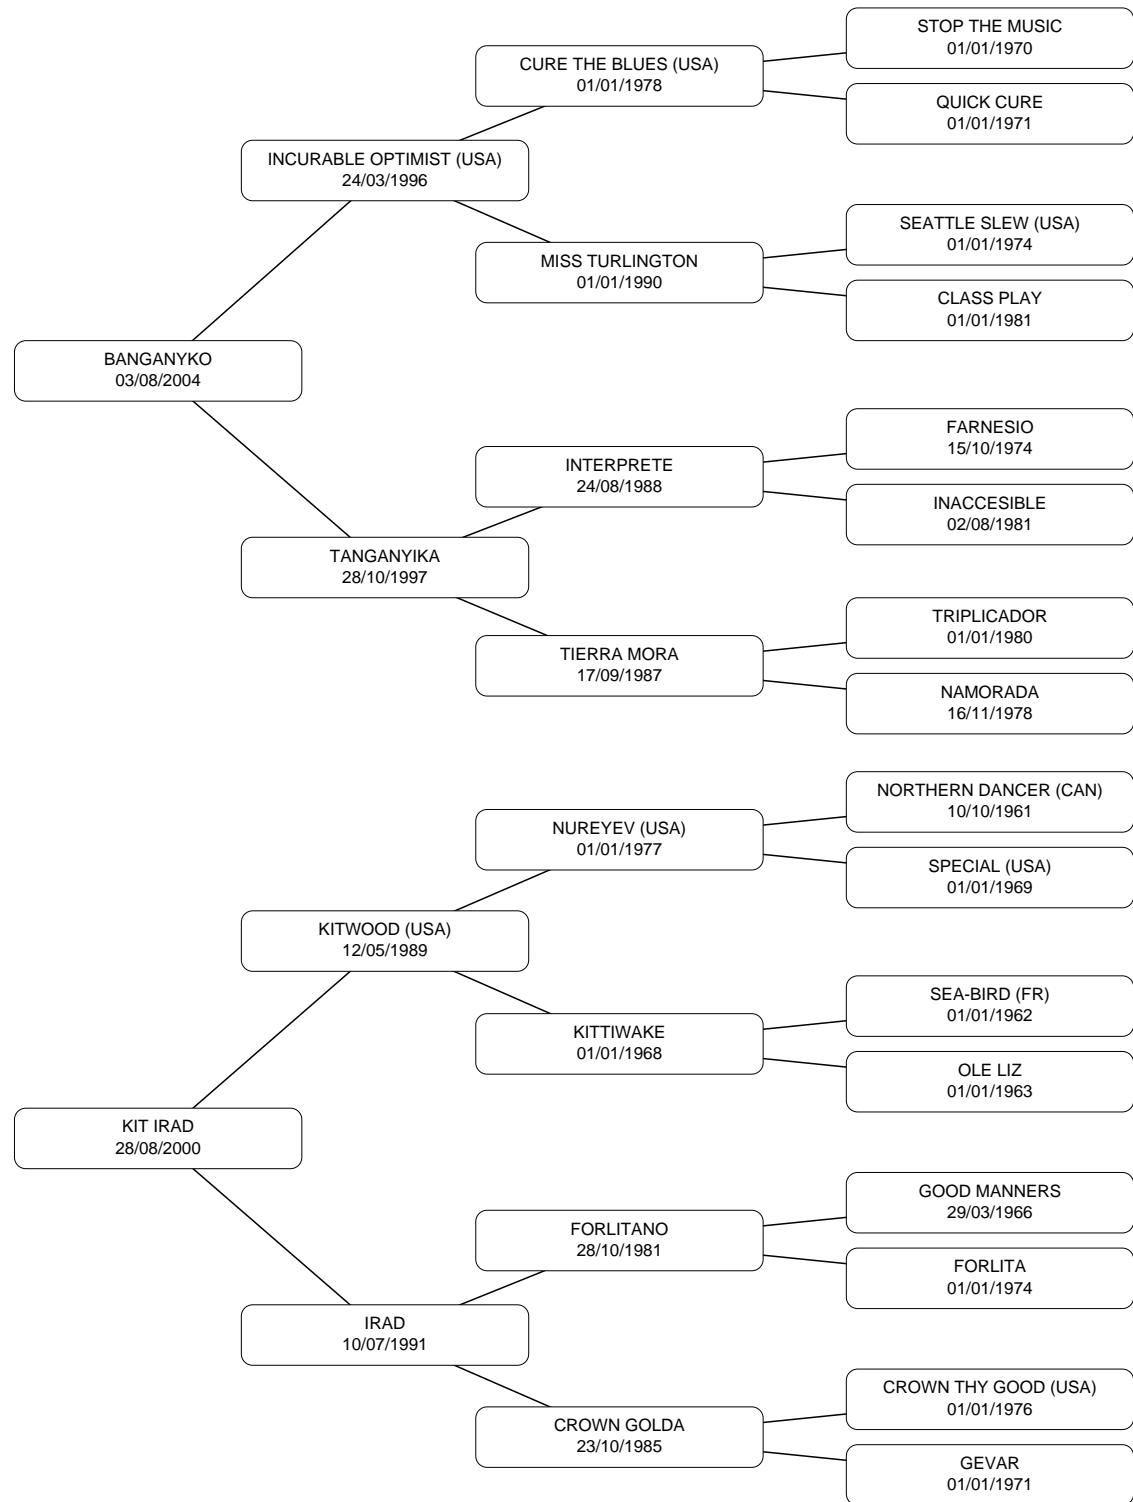 STOP THE MUSIC
01/01/1970
CURE THE BLUES (USA)
01/01/1978
QUICK CURE
01/01/1971
INCURABLE OPTIMIST (USA)
24/03/1996
SEATTLE SLEW (USA)
01/01/1974
MISS TURLINGTON
01/01/1990
CLASS PLAY
01/01/1981
BANGANYKO
03/08/2004
FARNESIO
15/10/1974
INTERPRETE
24/08/1988
INACCESIBLE
02/08/1981
TANGANYIKA
28/10/1997
TRIPLICADOR
01/01/1980
TIERRA MORA
17/09/1987
NAMORADA
16/11/1978
NORTHERN DANCER (CAN)
10/10/1961
NUREYEV (USA)
01/01/1977
SPECIAL (USA)
01/01/1969
KITWOOD (USA)
12/05/1989
SEA-BIRD (FR)
01/01/1962
KITTIWAKE
01/01/1968
OLE LIZ
01/01/1963
KIT IRAD
28/08/2000
GOOD MANNERS
29/03/1966
FORLITANO
28/10/1981
FORLITA
01/01/1974
IRAD
10/07/1991
CROWN THY GOOD (USA)
01/01/1976
CROWN GOLDA
23/10/1985
GEVAR
01/01/1971